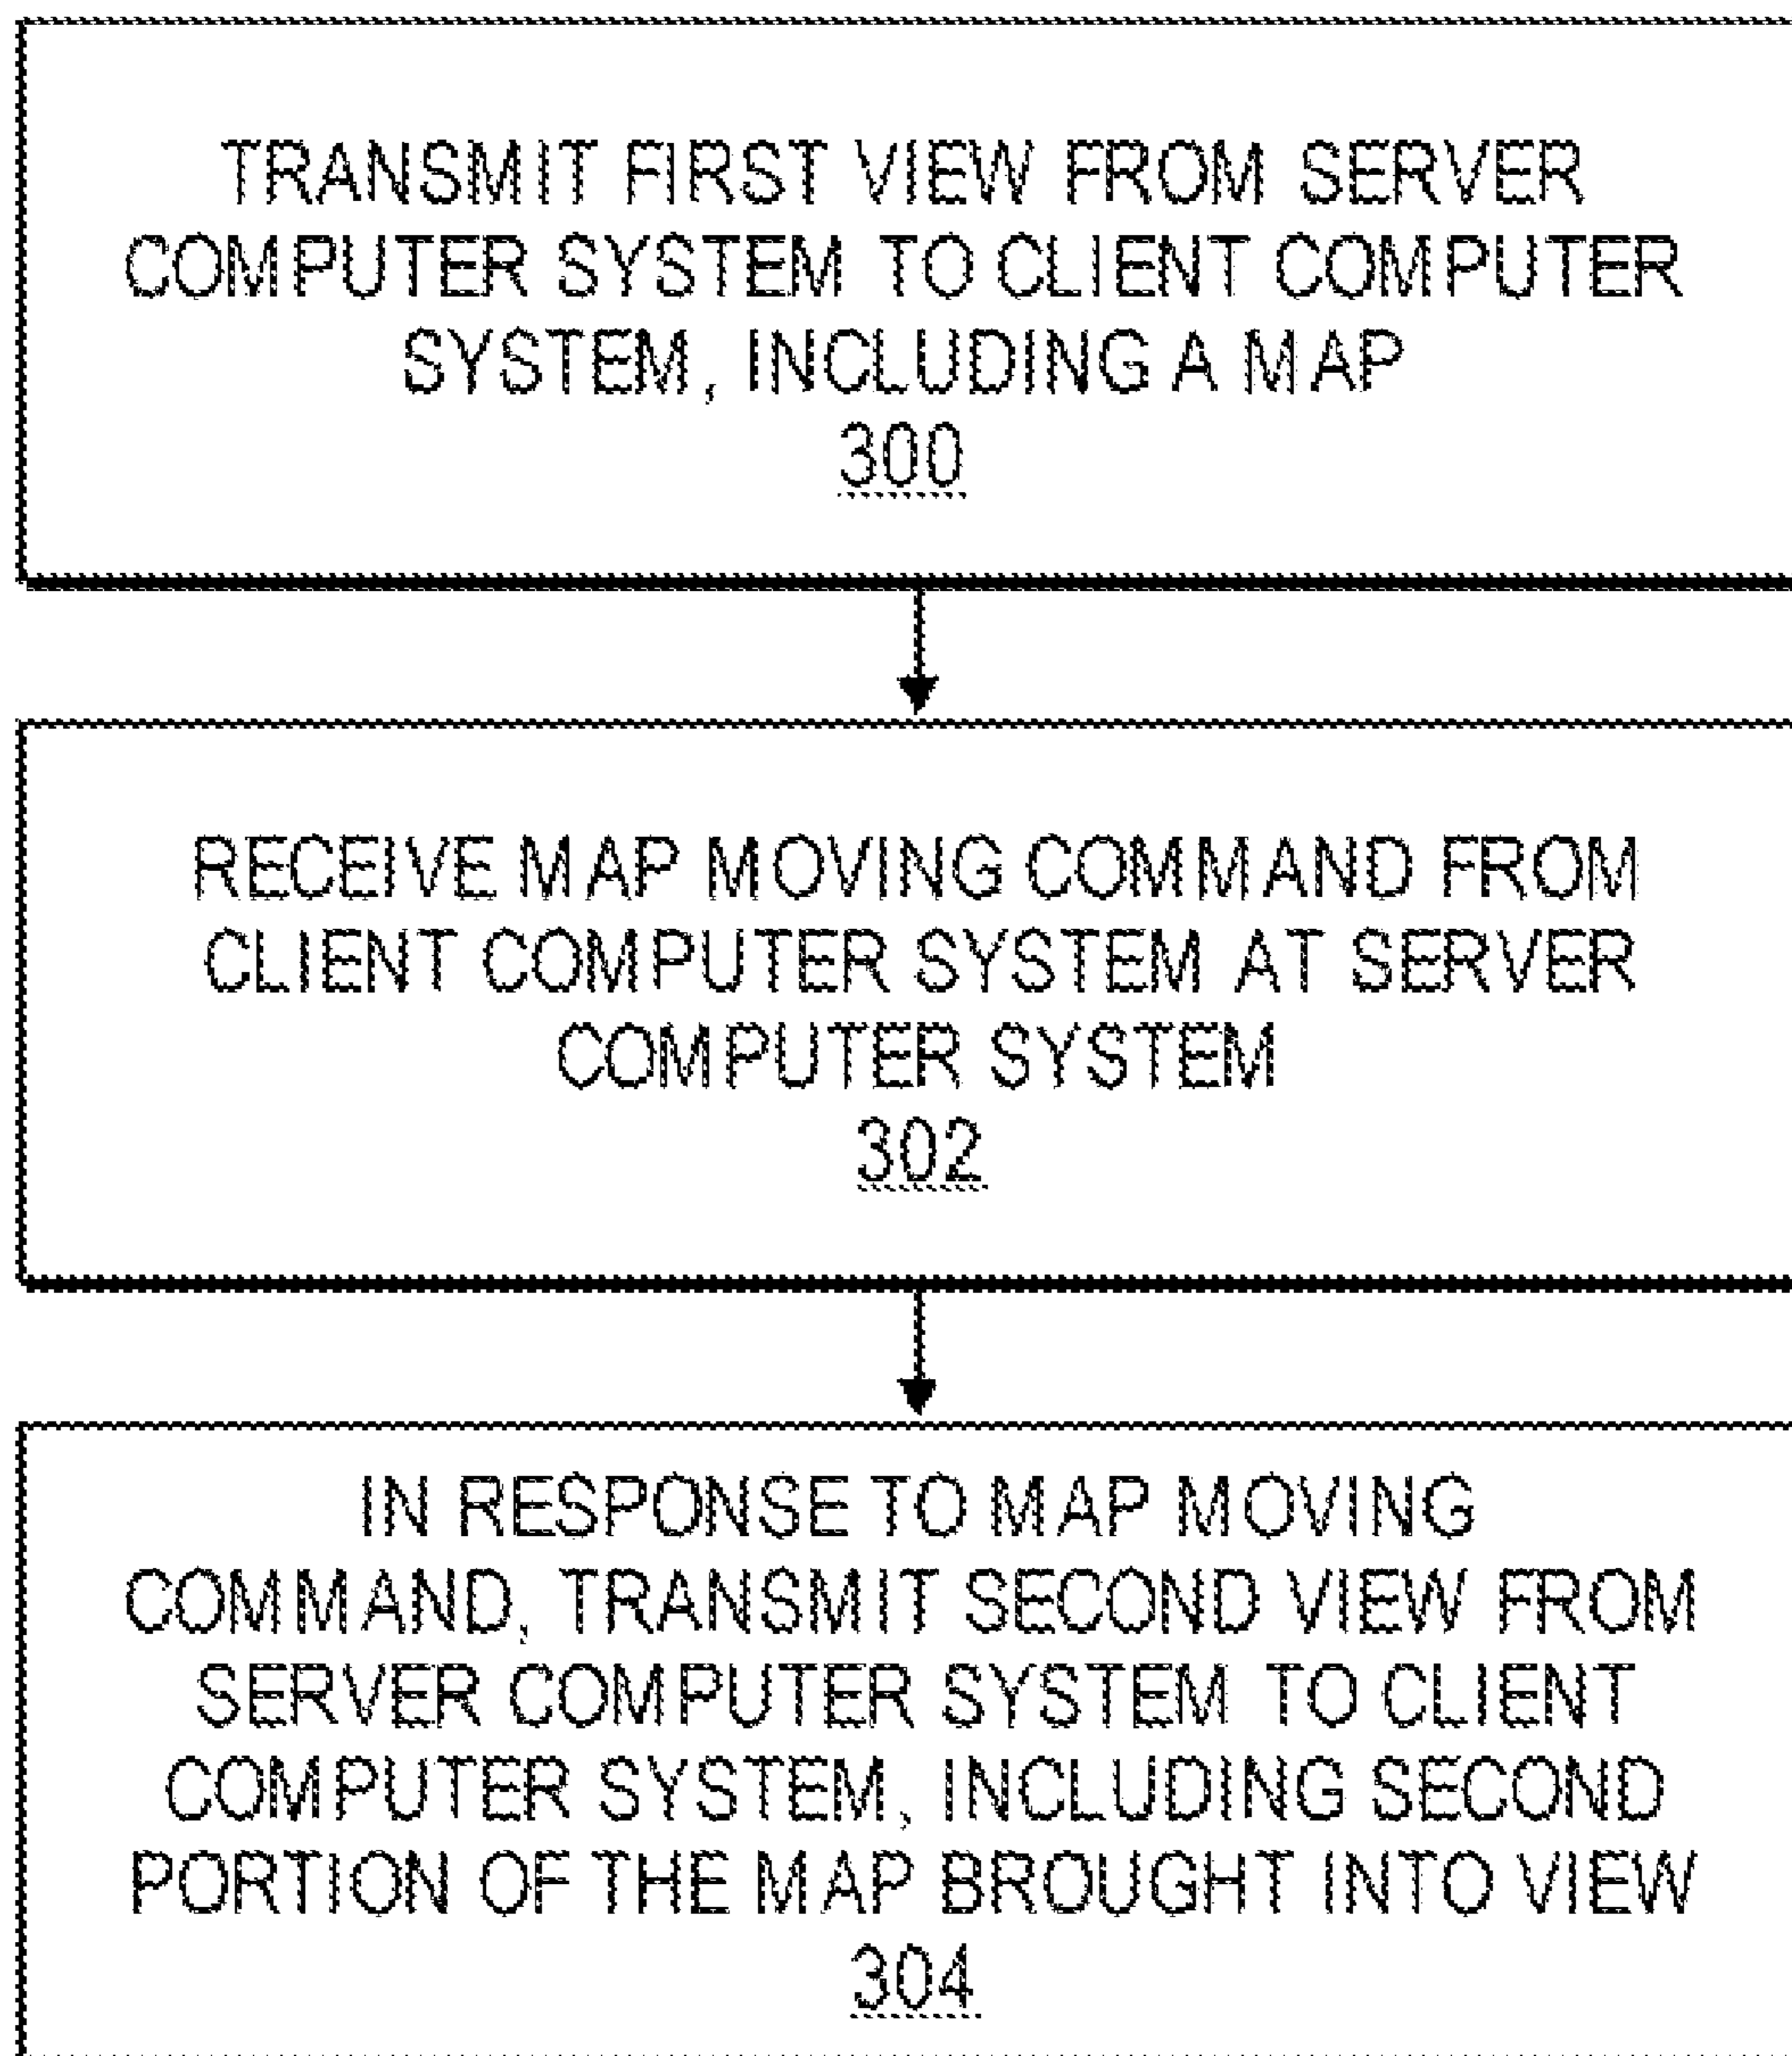 TRANSMIT FIRST VIEW FROM SERVER
COMPUTER SYSTEM TO CLIENT COMPUTER
SYSTEM, INCLUDING A MAP
300
RECEIVE MAP MOVING COMMAND FROM
CLIENT COMPUTER SYSTEM AT SERVER
COMPUTER SYSTEM
302
IN RESPONSE TO MAP MOVING
COMMAND, TRANSMIT SECOND VIEW FROM
SERVER COMPUTER SYSTEM TO CLIENT
COMPUTER SYSTEM, INCLUDING SECOND
PORTION OF THE MAP BROUGHT INTO VIEW
304